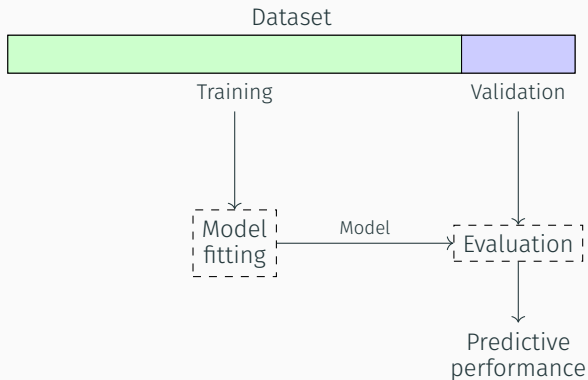 Dataset
Training
Validation
Model
fitting
Model
Evaluation
Predictive
performance